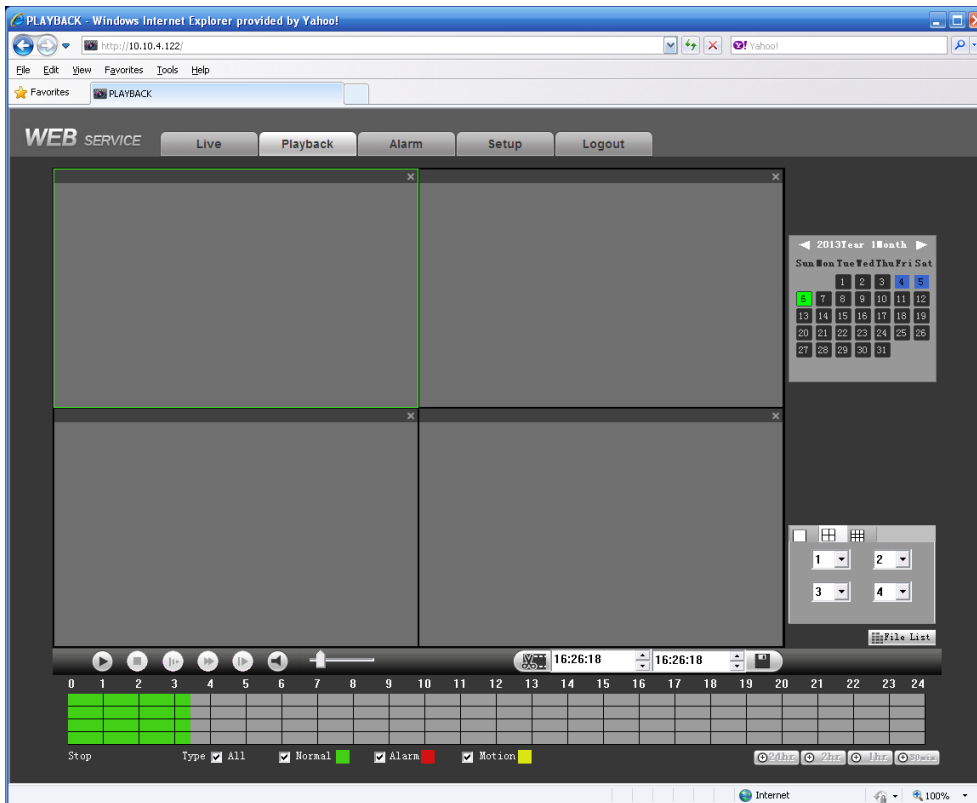 PLAYBACK - Windows Internet Explorer provided by Yahoo!
http://10.10.4.122/
Yahoo!
File Edit View Favorites Tools Help
Favorites PLAYBACK
WEB SERVICE Live Playback Alarm Setup Logout
2013Year 1Month
Sun Mon Tue Wed Thu Fri Sat
1 2 3 4 5
6 7 8 9 10 11 12
13 14 15 16 17 18 19
20 21 22 23 24 25 26
27 28 29 30 31
1 2
3 4
File List
16:26:18 16:26:18
0 1 2 3 4 5 6 7 8 9 10 11 12 13 14 15 16 17 18 19 20 21 22 23 24
Stop Type All Normal Alarm Motion 24hr 2hr 1hr 30min
Internet 100%